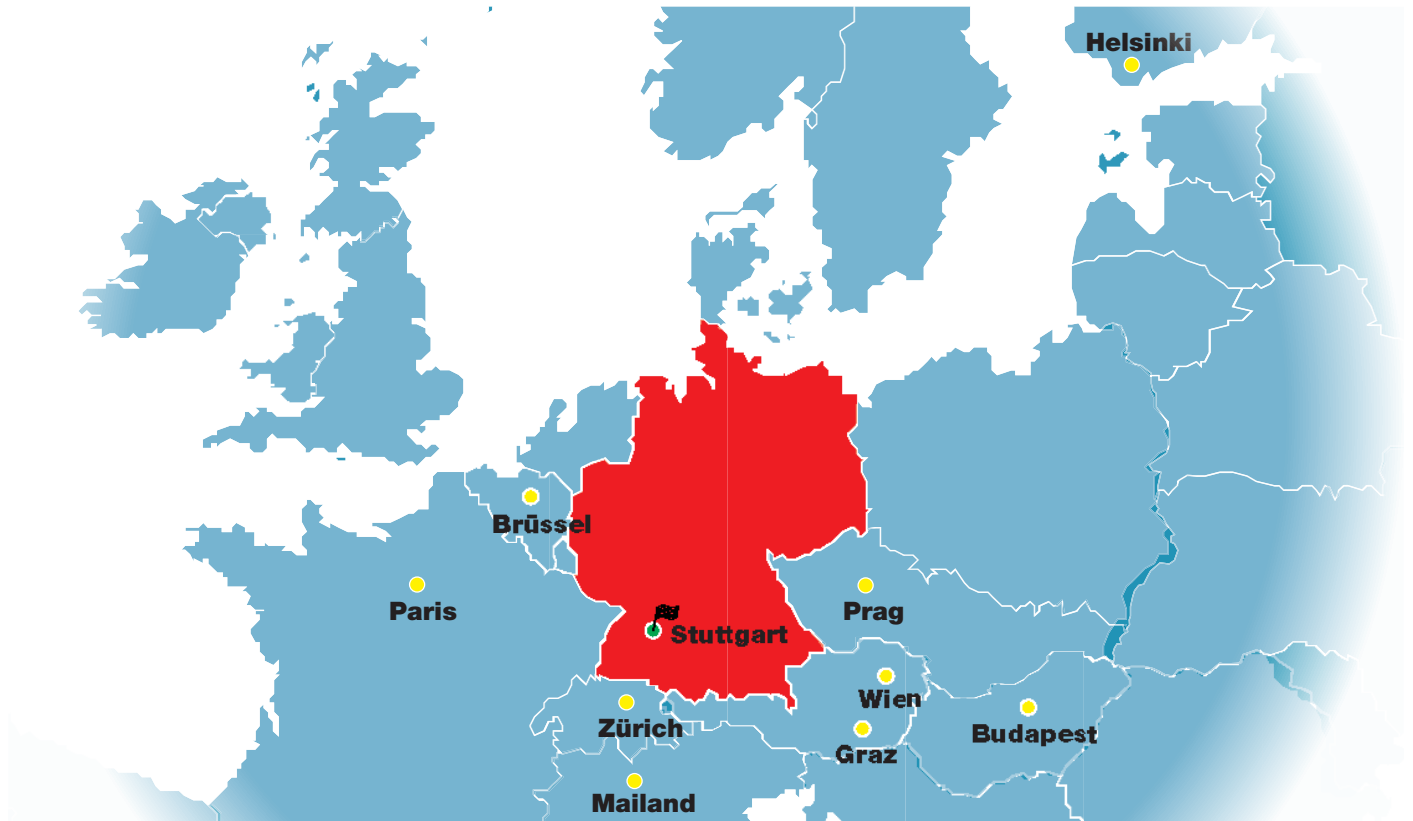 Helsinki
Brüssel
Paris
Prag
Stuttgart
Wien
Zürich
Budapest
Graz
Mailand